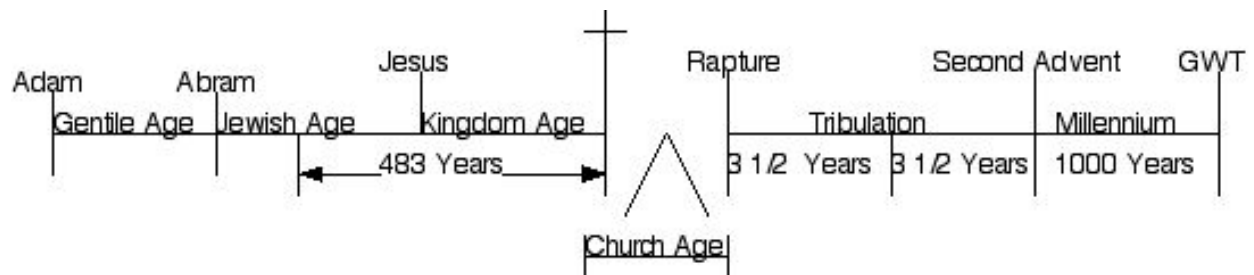 Jesus
Rapture
Second Advent
GWT
Adam
Abram
Gentile Age
Jewish Age
Kingdom Age
Tribulation
Millennium
483 Years
3 1/2 Years
3 1/2 Years
1000 Years
Church Age